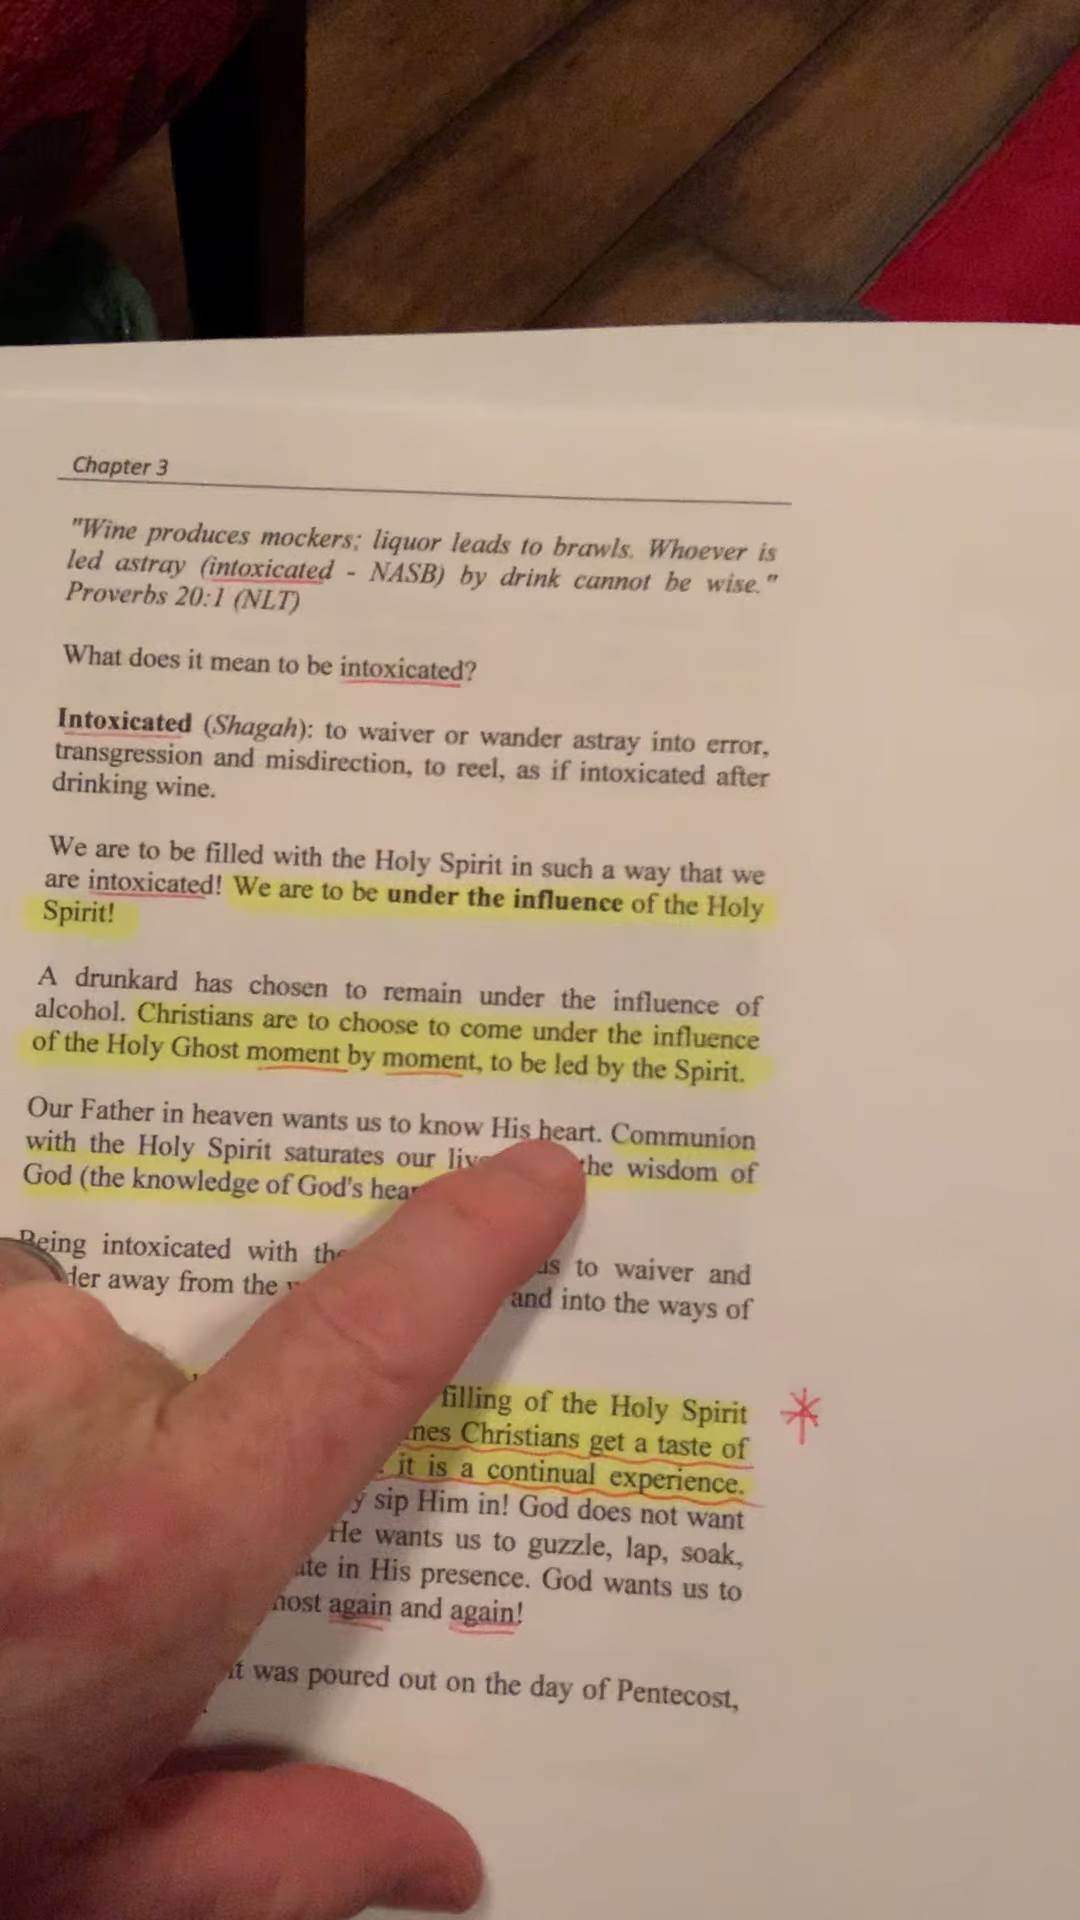 Chapter 3
"Wine produces mockers; liquor leads to brawls. Whoever is
led astray (intoxicated - NASB) by drink cannot be wise."
Proverbs 20:1 (NLT)
What does it mean to be intoxicated?
Intoxicated (Shagah): to waiver or wander astray into error,
transgression and misdirection, to reel, as if intoxicated after
drinking wine.
We are to be filled with the Holy Spirit in such a way that we
are intoxicated! We are to be under the influence of the Holy
Spirit!
A drunkard has chosen to remain under the influence of
alcohol. Christians are to choose to come under the influence
of the Holy Ghost moment by moment, to be led by the Spirit.
Our Father in heaven wants us to know His heart. Communion
with the Holy Spirit saturates our the wisdom of
God (the knowledge of God's
Being intoxicated with to waiver and
away from the and into the ways of
filling of the Holy Spirit
Christians get a taste of
it is a continual experience.
sip Him in! God does not want
He wants us to guzzle, lap, soak,
in His presence. God wants us to
again and again!
was poured out on the day of Pentecost,